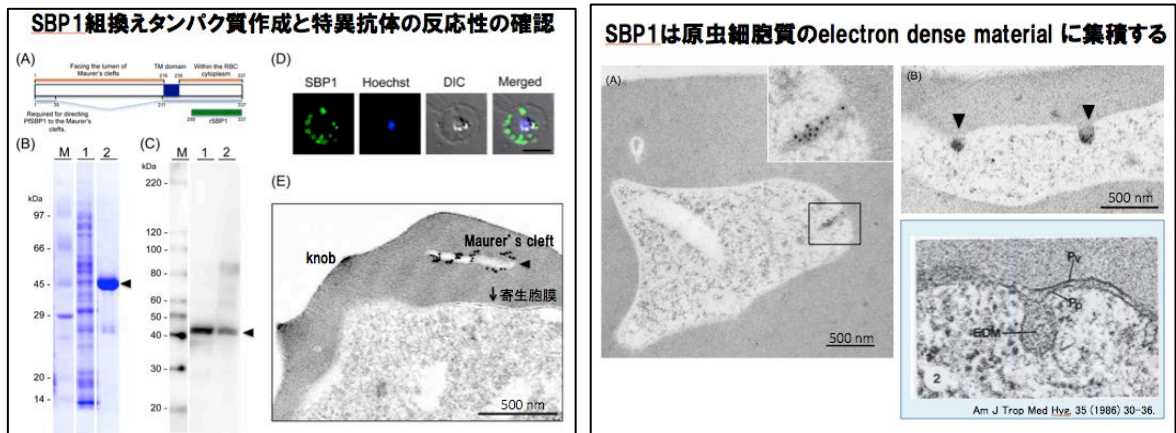 SBP1組換えタンパク質作成と特異抗体の反応性の確認
(A)
Facing the lumen of Maurer's clefts
TM domain
Within the RBC cytoplasm
1
337
1
35
337
Required for directing PfSBP1 to the Maurer's clefts.
rSBP1
(B)
M 1 2
kDa
97
66
45
29
20
14
(C)
M 1 2
kDa
220
120
100
80
60
50
40
30
20
(D)
SBP1 Hoechst DIC Merged
(E)
Maurer's cleft
knob
↓寄生胞膜
500 nm
SBP1は原虫細胞質のelectron dense material に集積する
(A)
500 nm
(B)
500 nm
Pv
Pp
EDM
2
Am J Trop Med Hyg. 35 (1986) 30-36.